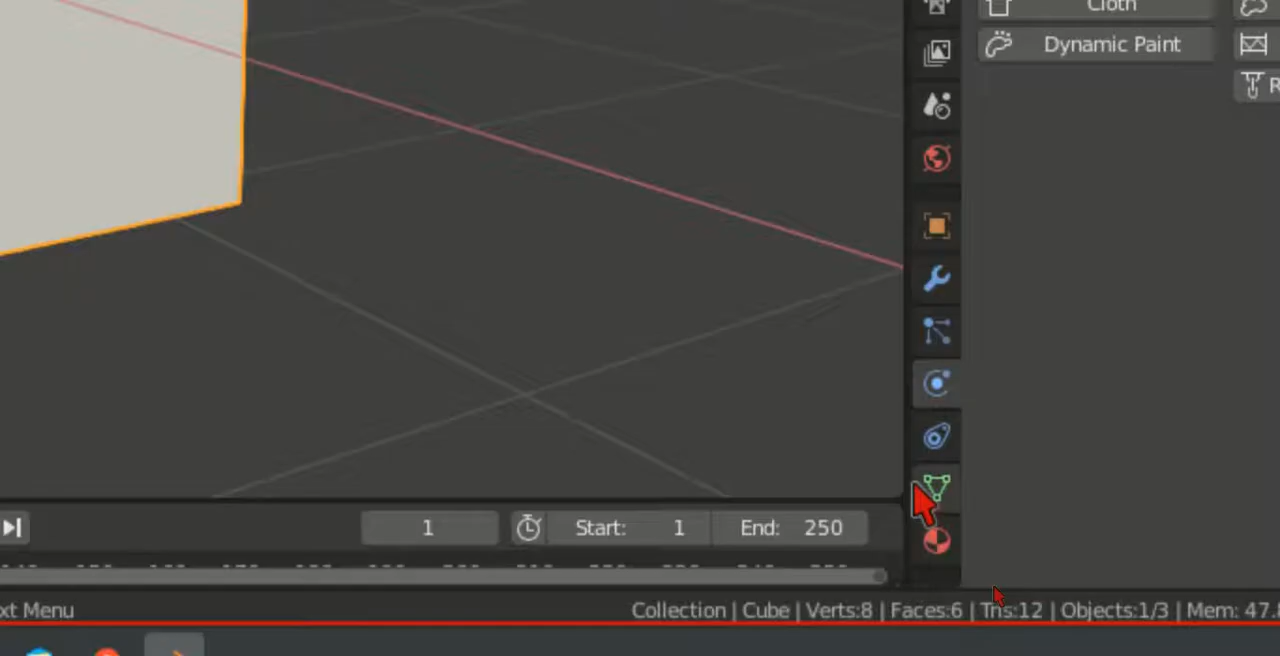 Cloth
Dynamic Paint
R
1
Start: 1
End: 250
xt Menu
Collection | Cube | Verts:8 | Faces:6 | Tris:12 | Objects:1/3 | Mem: 47.